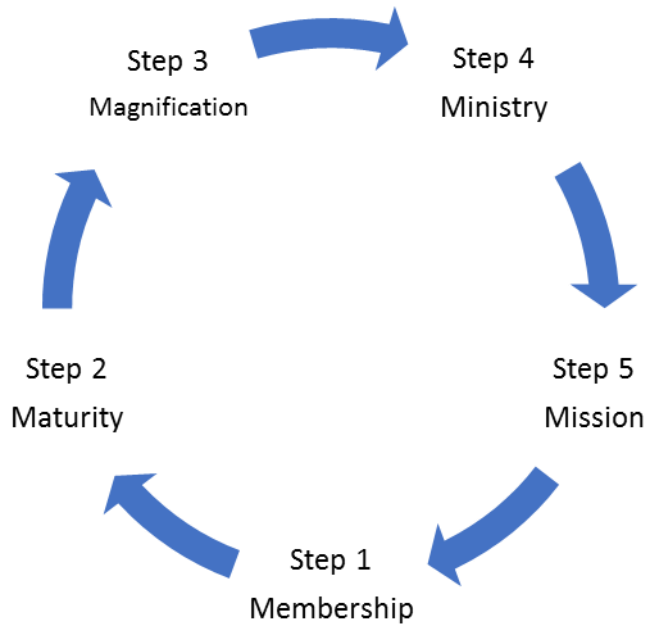 Step 3
Magnification
Step 4
Ministry
Step 2
Maturity
Step 5
Mission
Step 1
Membership